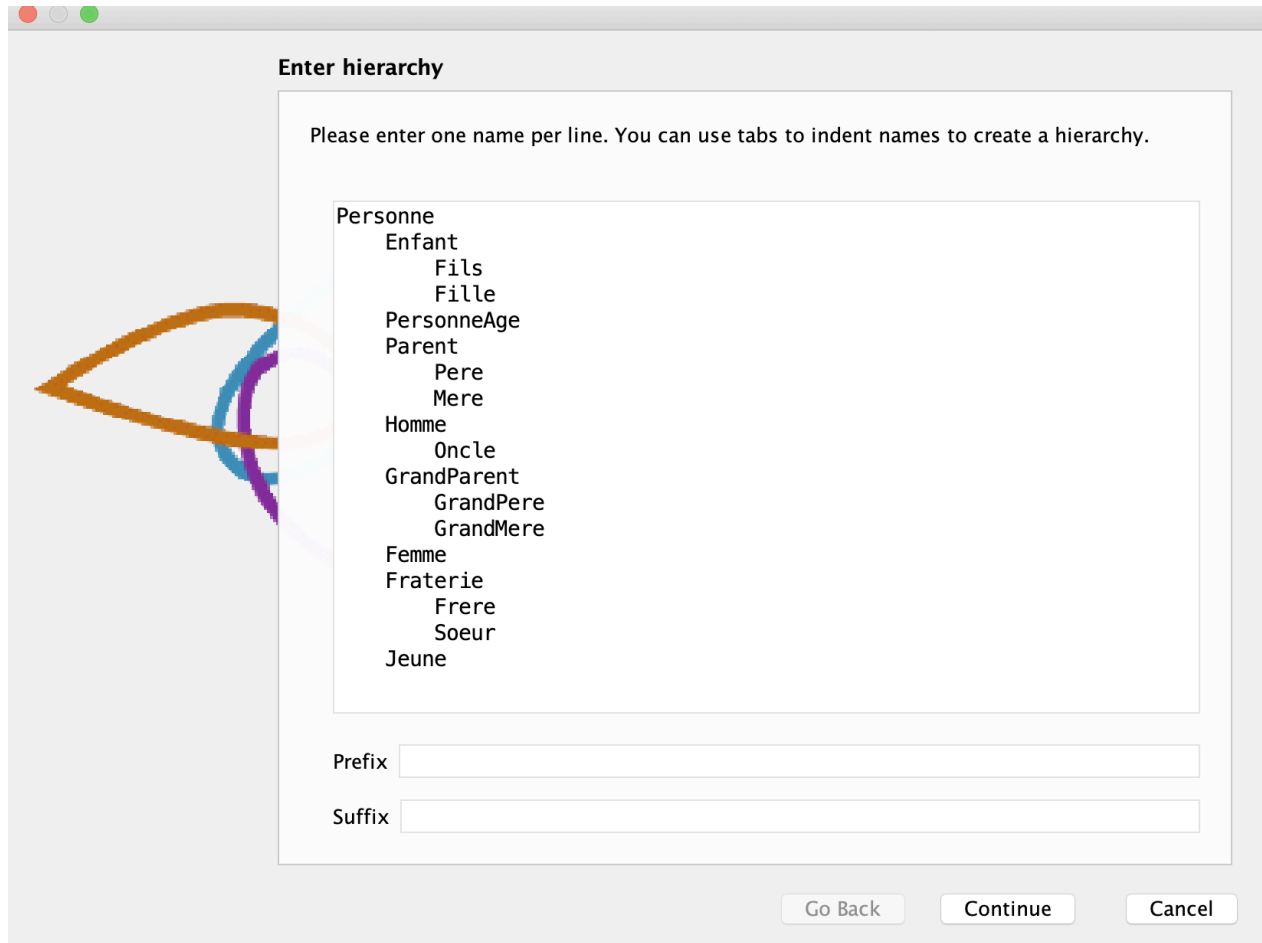 Enter hierarchy
Please enter one name per line. You can use tabs to indent names to create a hierarchy.
Personne
Enfant
Fils
Fille
PersonneAge
Parent
Pere
Mere
Homme
Oncle
GrandParent
GrandPere
GrandMere
Femme
Fraterie
Frere
Soeur
Jeune
Prefix
Suffix
Go Back Continue Cancel